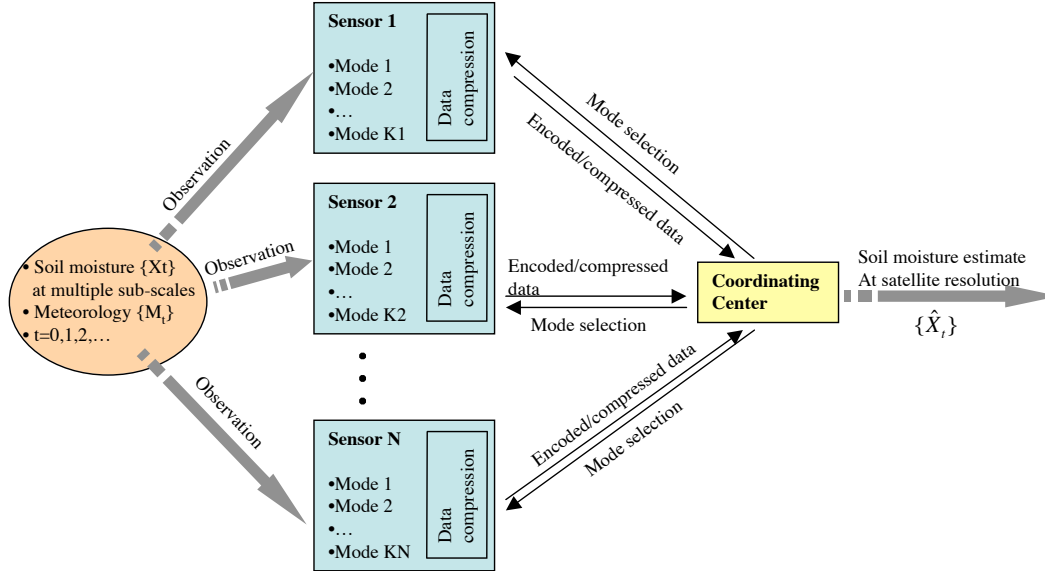 • Soil moisture {Xt}
at multiple sub-scales
• Meteorology {M_t}
• t=0,1,2,…
Observation
Observation
Observation
Sensor 1
•Mode 1
•Mode 2
•…
•Mode K1
Data
compression
Sensor 2
•Mode 1
•Mode 2
•…
•Mode K2
Data
compression
Sensor N
•Mode 1
•Mode 2
•…
•Mode KN
Data
compression
Mode selection
Encoded/compressed data
Encoded/compressed
data
Mode selection
Encoded/compressed data
Mode selection
Coordinating
Center
Soil moisture estimate
At satellite resolution
{X̂_t}